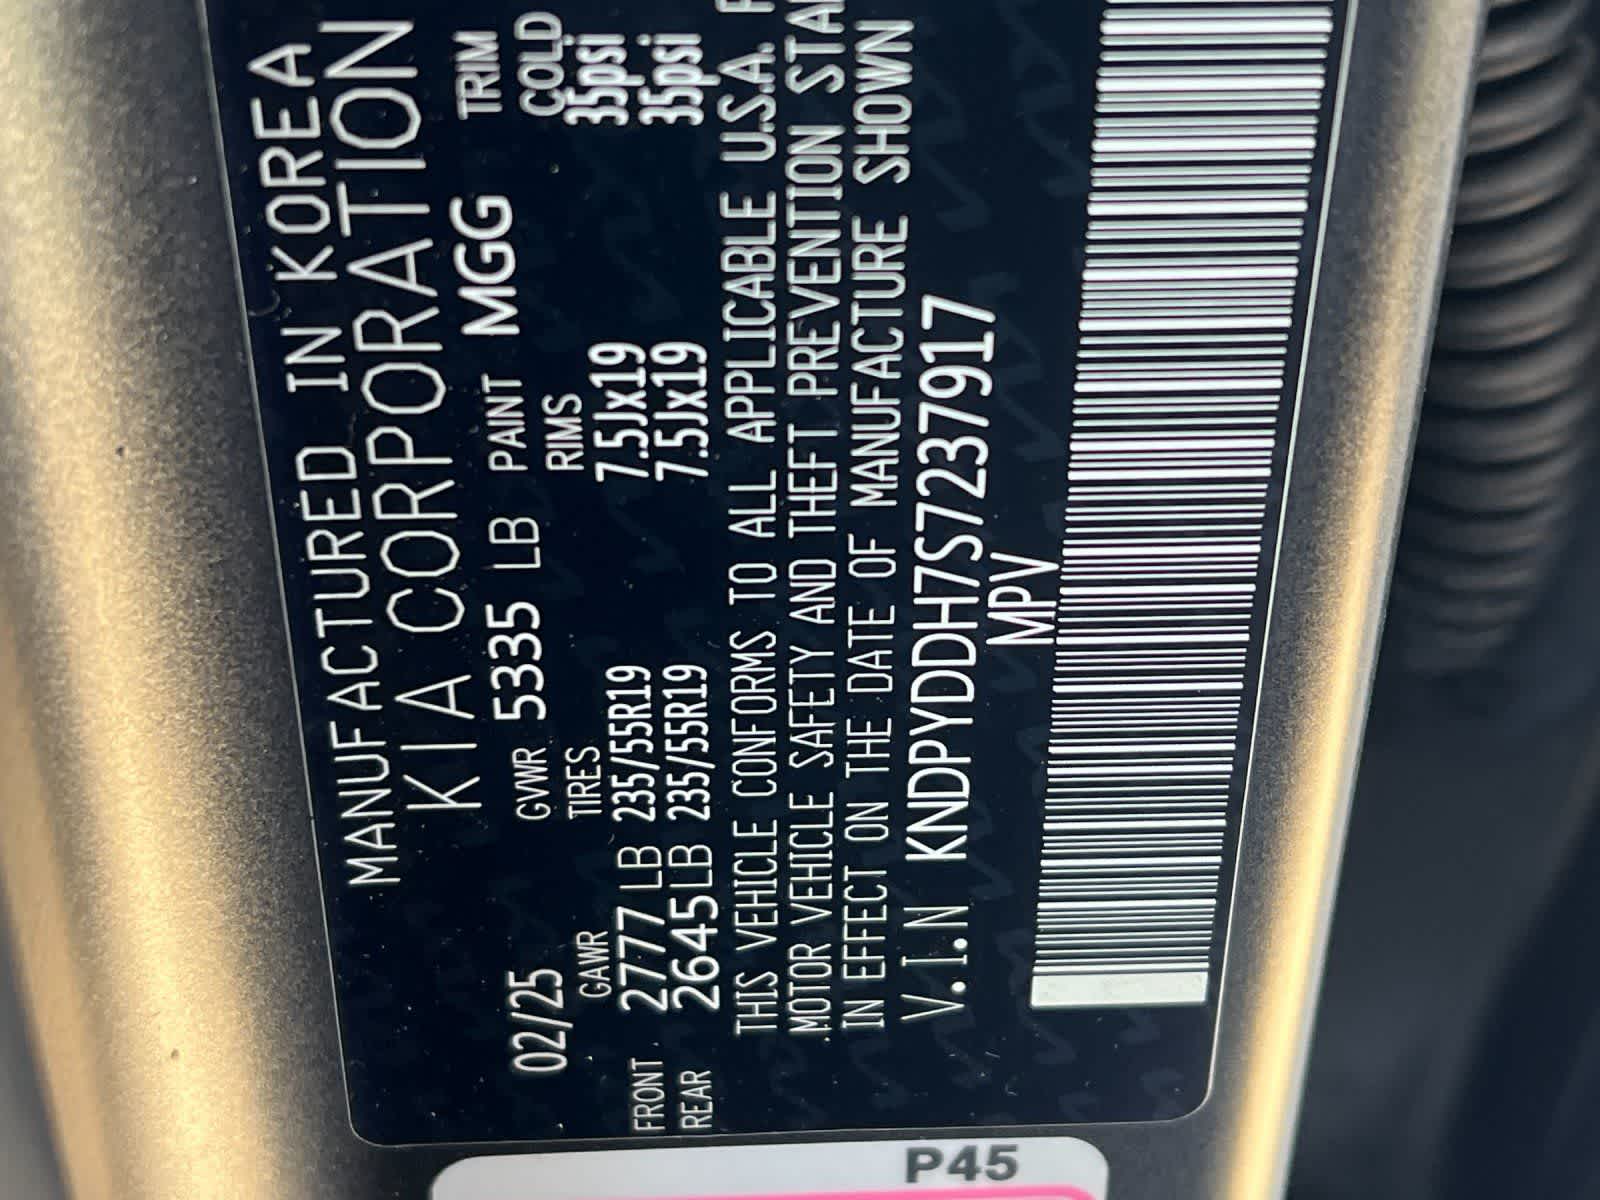 MANUFACTURED IN KOREA
KIA CORPORATION
02/25 GVWR 5335 LB PAINT MGG TRIM
GAWR TIRES RIMS COLD
FRONT 2777 LB 235/55R19 7.5Jx19 35psi
REAR 2645LB 235/55R19 7.5Jx19 35psi
THIS VEHICLE CONFORMS TO ALL APPLICABLE U.S.A.
MOTOR VEHICLE SAFETY AND THEFT PREVENTION
IN EFFECT ON THE DATE OF MANUFACTURE SHOWN
V.I.N KNDPYDDH7S7237917
MPV
P45